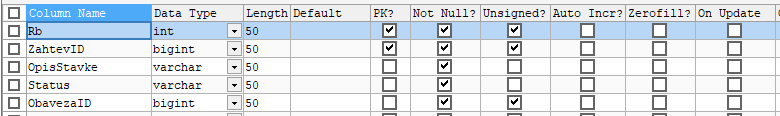 Column Name Data Type Length Default PK? Not Null? Unsigned? Auto Incr? Zerofill? On Update
Rb int 50
ZahtevID bigint 50
OpisStavke varchar 50
Status varchar 50
ObavezaID bigint 50